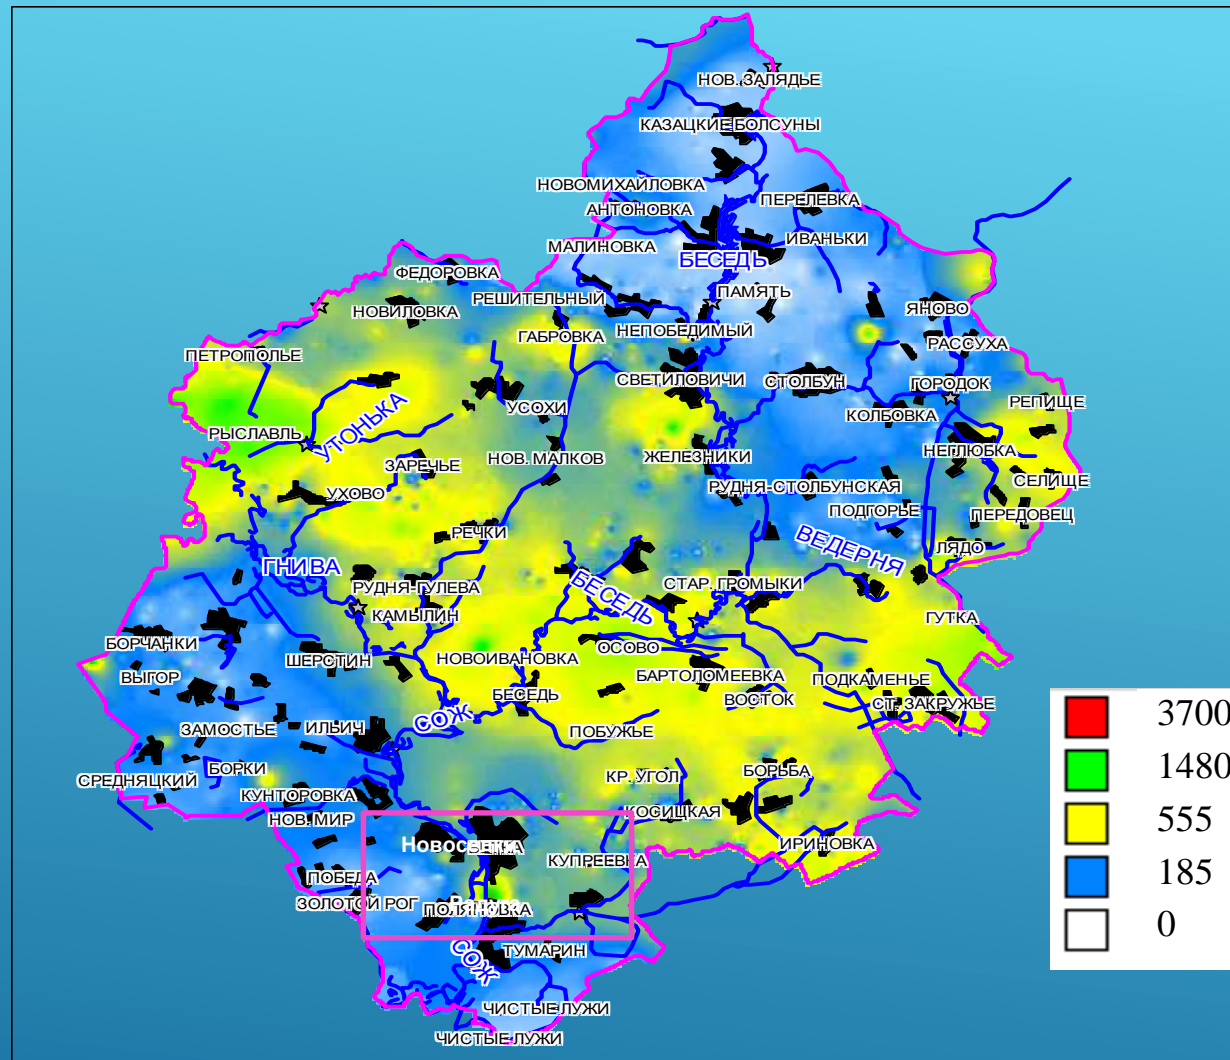 НОВ. ЗАЛЯДЬЕ
КАЗАЦКИЕ БОЛСУНЫ
НОВОМИХАЙЛОВКА
ПЕРЕЛЕВКА
АНТОНОВКА
ИВАНЬКИ
МАЛИНОВКА
БЕСЕДЬ
ФЕДОРОВКА
ПАМЯТЬ
РЕШИТЕЛЬНЫЙ
НОВИЛОВКА
ЯНОВО
НЕПОБЕДИМЫЙ
ГАБРОВКА
РАССУХА
ПЕТРОПОЛЬЕ
СВЕТИЛОВИЧИ
СТОЛБУН
ГОРОДОК
РЕПИЩЕ
УСОХИ
КОЛБОВКА
УТОНЬКА
РЫСЛАВЛЬ
НЕГЛЮБКА
ЖЕЛЕЗНИКИ
НОВ. МАЛКОВ
ЗАРЕЧЬЕ
СЕЛИЩЕ
РУДНЯ-СТОЛБУНСКАЯ
УХОВО
ПОДГОРЬЕ
ПЕРЕДОВЕЦ
РЕЧКИ
ВЕДЕРНЯ
ЛЯДО
ГНИВА
РУДНЯ-ГУЛЕВА
БЕСЕДЬ
СТАР. ГРОМЫКИ
КАМЫЛИН
ГУТКА
БОРЧАНКИ
ОСОВО
ШЕРСТИН
НОВОИВАНОВКА
ВЫГОР
БАРТОЛОМЕЕВКА
ПОДКАМЕНЬЕ
БЕСЕДЬ
ВОСТОК
СТ. ЗАКРУЖЬЕ
СОЖ
ЗАМОСТЬЕ
ИЛЬИЧ
ПОБУЖЬЕ
3700
1480
555
185
0
БОРКИ
СРЕДНЯЦКИЙ
КР. УГОЛ
БОРЬБА
КУНТОРОВКА
КОСИЦКАЯ
НОВ. МИР
ИРИНОВКА
КУПРЕЕВКА
ПОБЕДА
ЗОЛОТОЙ РОГ
СОЖ
ТУМАРИН
ЧИСТЫЕ ЛУЖИ
ЧИСТЫЕ ЛУЖИ